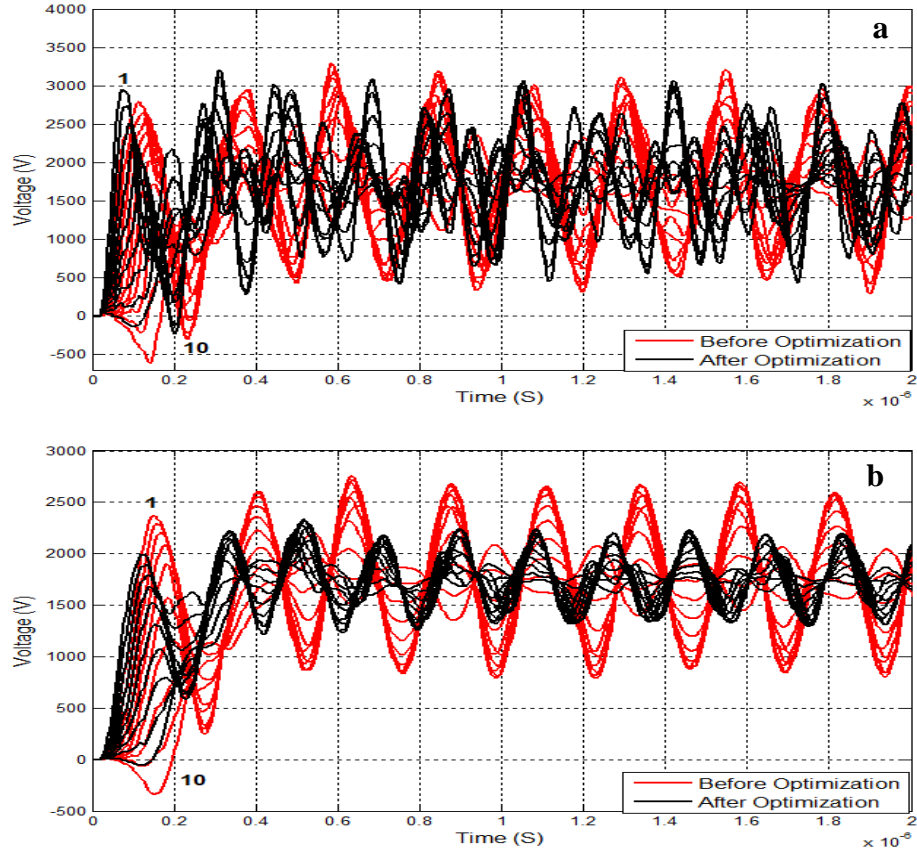 a
4000
3500
3000
2500
2000
1500
1000
500
0
-500
Voltage (V)
1
10
Before Optimization
After Optimization
0 0.2 0.4 0.6 0.8 1 1.2 1.4 1.6 1.8 2
Time (S)
x 10⁻⁶
b
3000
2500
2000
1500
1000
500
0
-500
Voltage (V)
1
10
Before Optimization
After Optimization
0 0.2 0.4 0.6 0.8 1 1.2 1.4 1.6 1.8 2
Time (S)
x 10⁻⁶